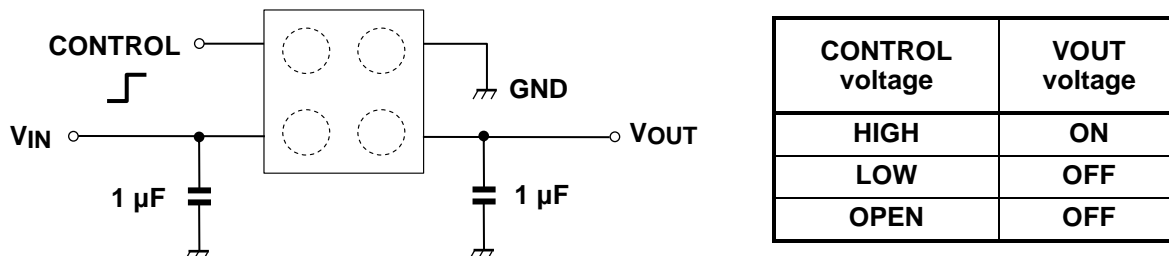 CONTROL
GND
VIN
VOUT
1 µF
1 µF
CONTROL voltage
VOUT voltage
HIGH
ON
LOW
OFF
OPEN
OFF